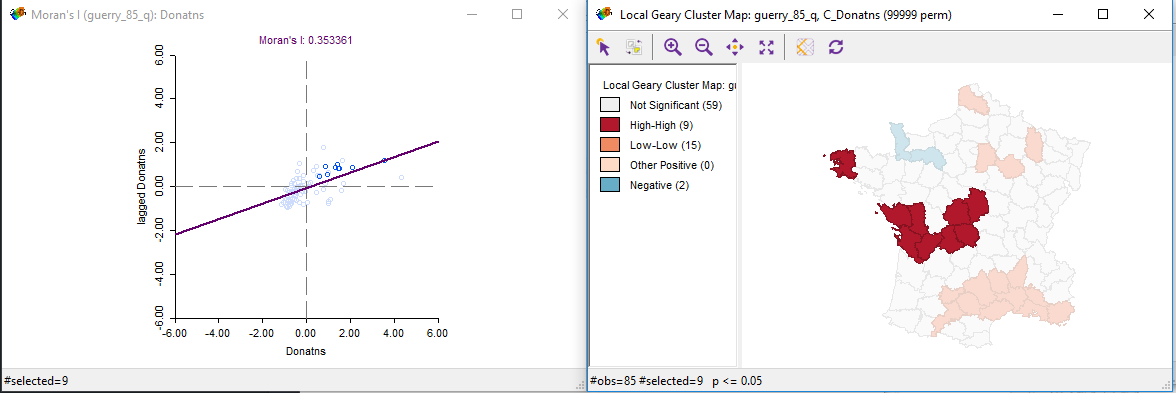 Moran's I (guerry_85_q): Donatns
Moran's I: 0.353361
6.00
4.00
2.00
0.00
-2.00
-4.00
-6.00
lagged Donatns
-6.00 -4.00 -2.00 0.00 2.00 4.00 6.00
Donatns
#selected=9
Local Geary Cluster Map: guerry_85_q, C_Donatns (99999 perm)
Local Geary Cluster Map: gu
Not Significant (59)
High-High (9)
Low-Low (15)
Other Positive (0)
Negative (2)
#obs=85 #selected=9 p <= 0.05